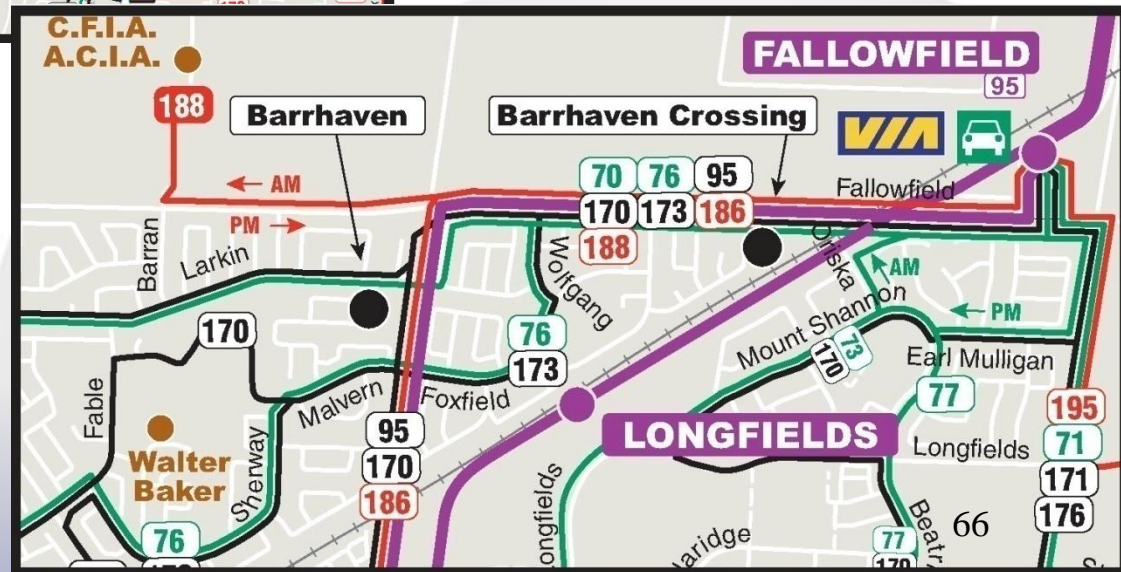 C.F.I.A.
A.C.I.A.
FALLOWFIELD
95
188
Barrhaven
Barrhaven Crossing
VIA
70 76 95
170 173 186
188
Fallowfield
← AM
PM →
Barran
Larkin
Wolfgang
Oriska
AM
← PM
Mount Shannon
73
170
Earl Mulligan
170
76
173
Malvern
Foxfield
77
Fable
95
170
186
LONGFIELDS
195
71
171
176
Longfields
Walter
Baker
Sherway
Longfields
76
77
66